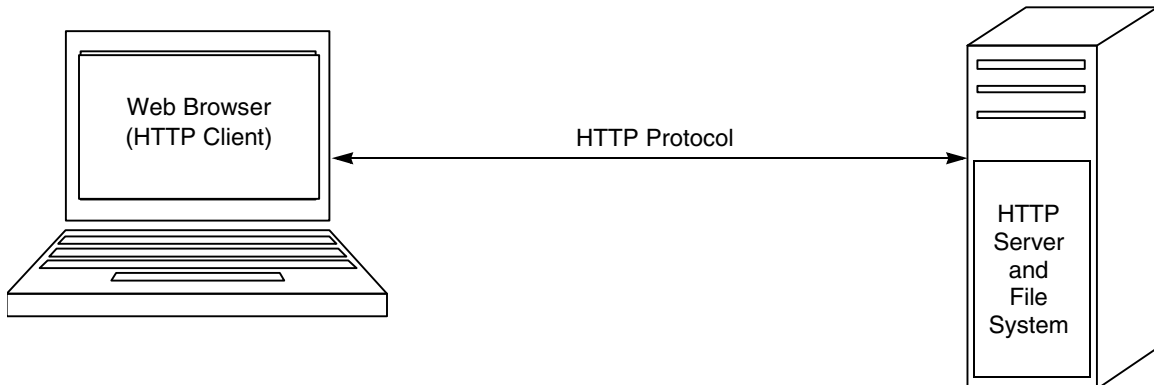 Web Browser
(HTTP Client)
HTTP Protocol
HTTP
Server
and
File
System